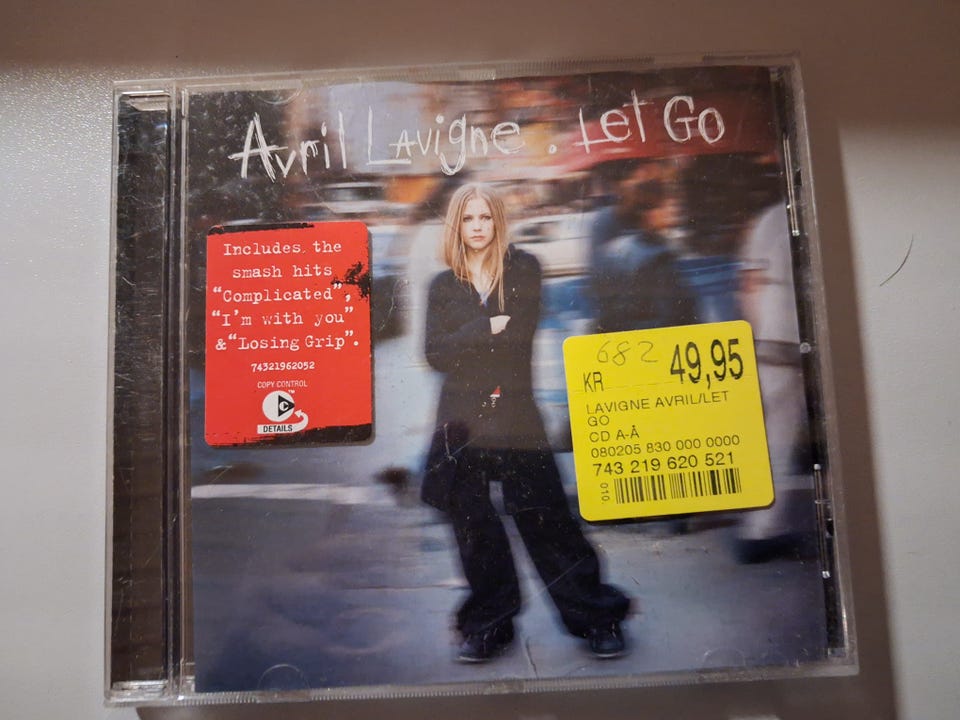 Avril Lavigne . Let Go
Includes the
smash hits
"Complicated",
"I'm with you"
&"Losing Grip".
74321962052
COPY CONTROL
TM
DETAILS
682
KR 49,95
LAVIGNE AVRIL/LET
GO
CD A-Å
080205 830 000 0000
743 219 620 521
010